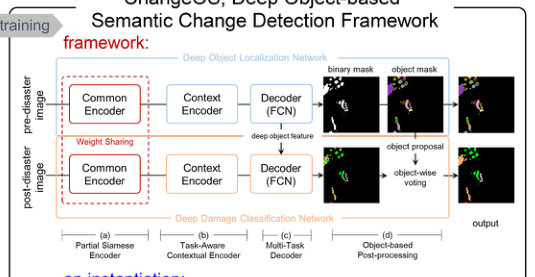 ChangeOS, Deep Object-based
training
Semantic Change Detection Framework
framework:
Deep Object Localization Network
binary mask
object mask
pre-disaster
image
Common
Encoder
Context
Encoder
Decoder
(FCN)
Weight Sharing
deep object feature
object proposal
post-disaster
image
Common
Encoder
Context
Encoder
Decoder
(FCN)
object-wise
voting
Deep Damage Classification Network
output
(a)
Partial Siamese
Encoder
(b)
Task-Aware
Contextual Encoder
(c)
Multi-Task
Decoder
(d)
Object-based
Post-processing
an instantiation: